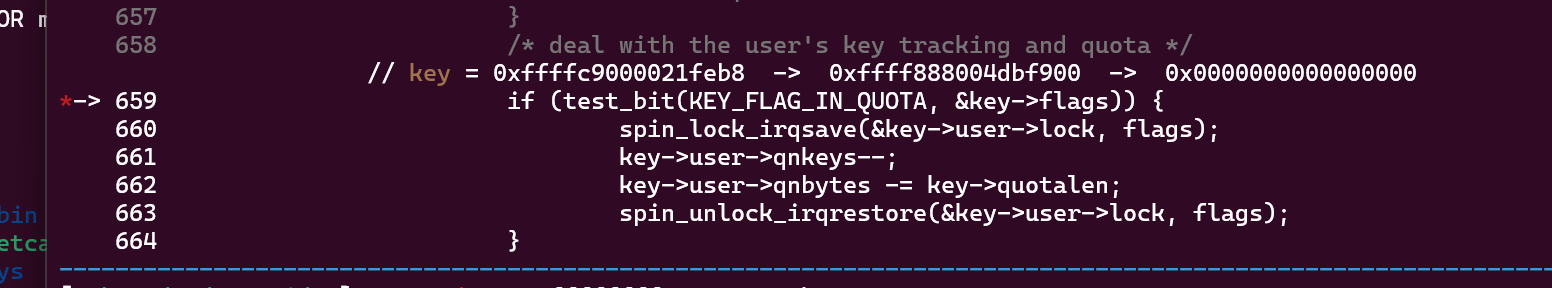 OR m
657 }
658 /* deal with the user's key tracking and quota */
// key = 0xffffc9000021feb8 -> 0xffff888004dbf900 -> 0x0000000000000000
*-> 659 if (test_bit(KEY_FLAG_IN_QUOTA, &key->flags)) {
660 spin_lock_irqsave(&key->user->lock, flags);
661 key->user->qnkeys--;
662 key->user->qnbytes -= key->quotalen;
bin
663 spin_unlock_irqrestore(&key->user->lock, flags);
etca
664 }
ys